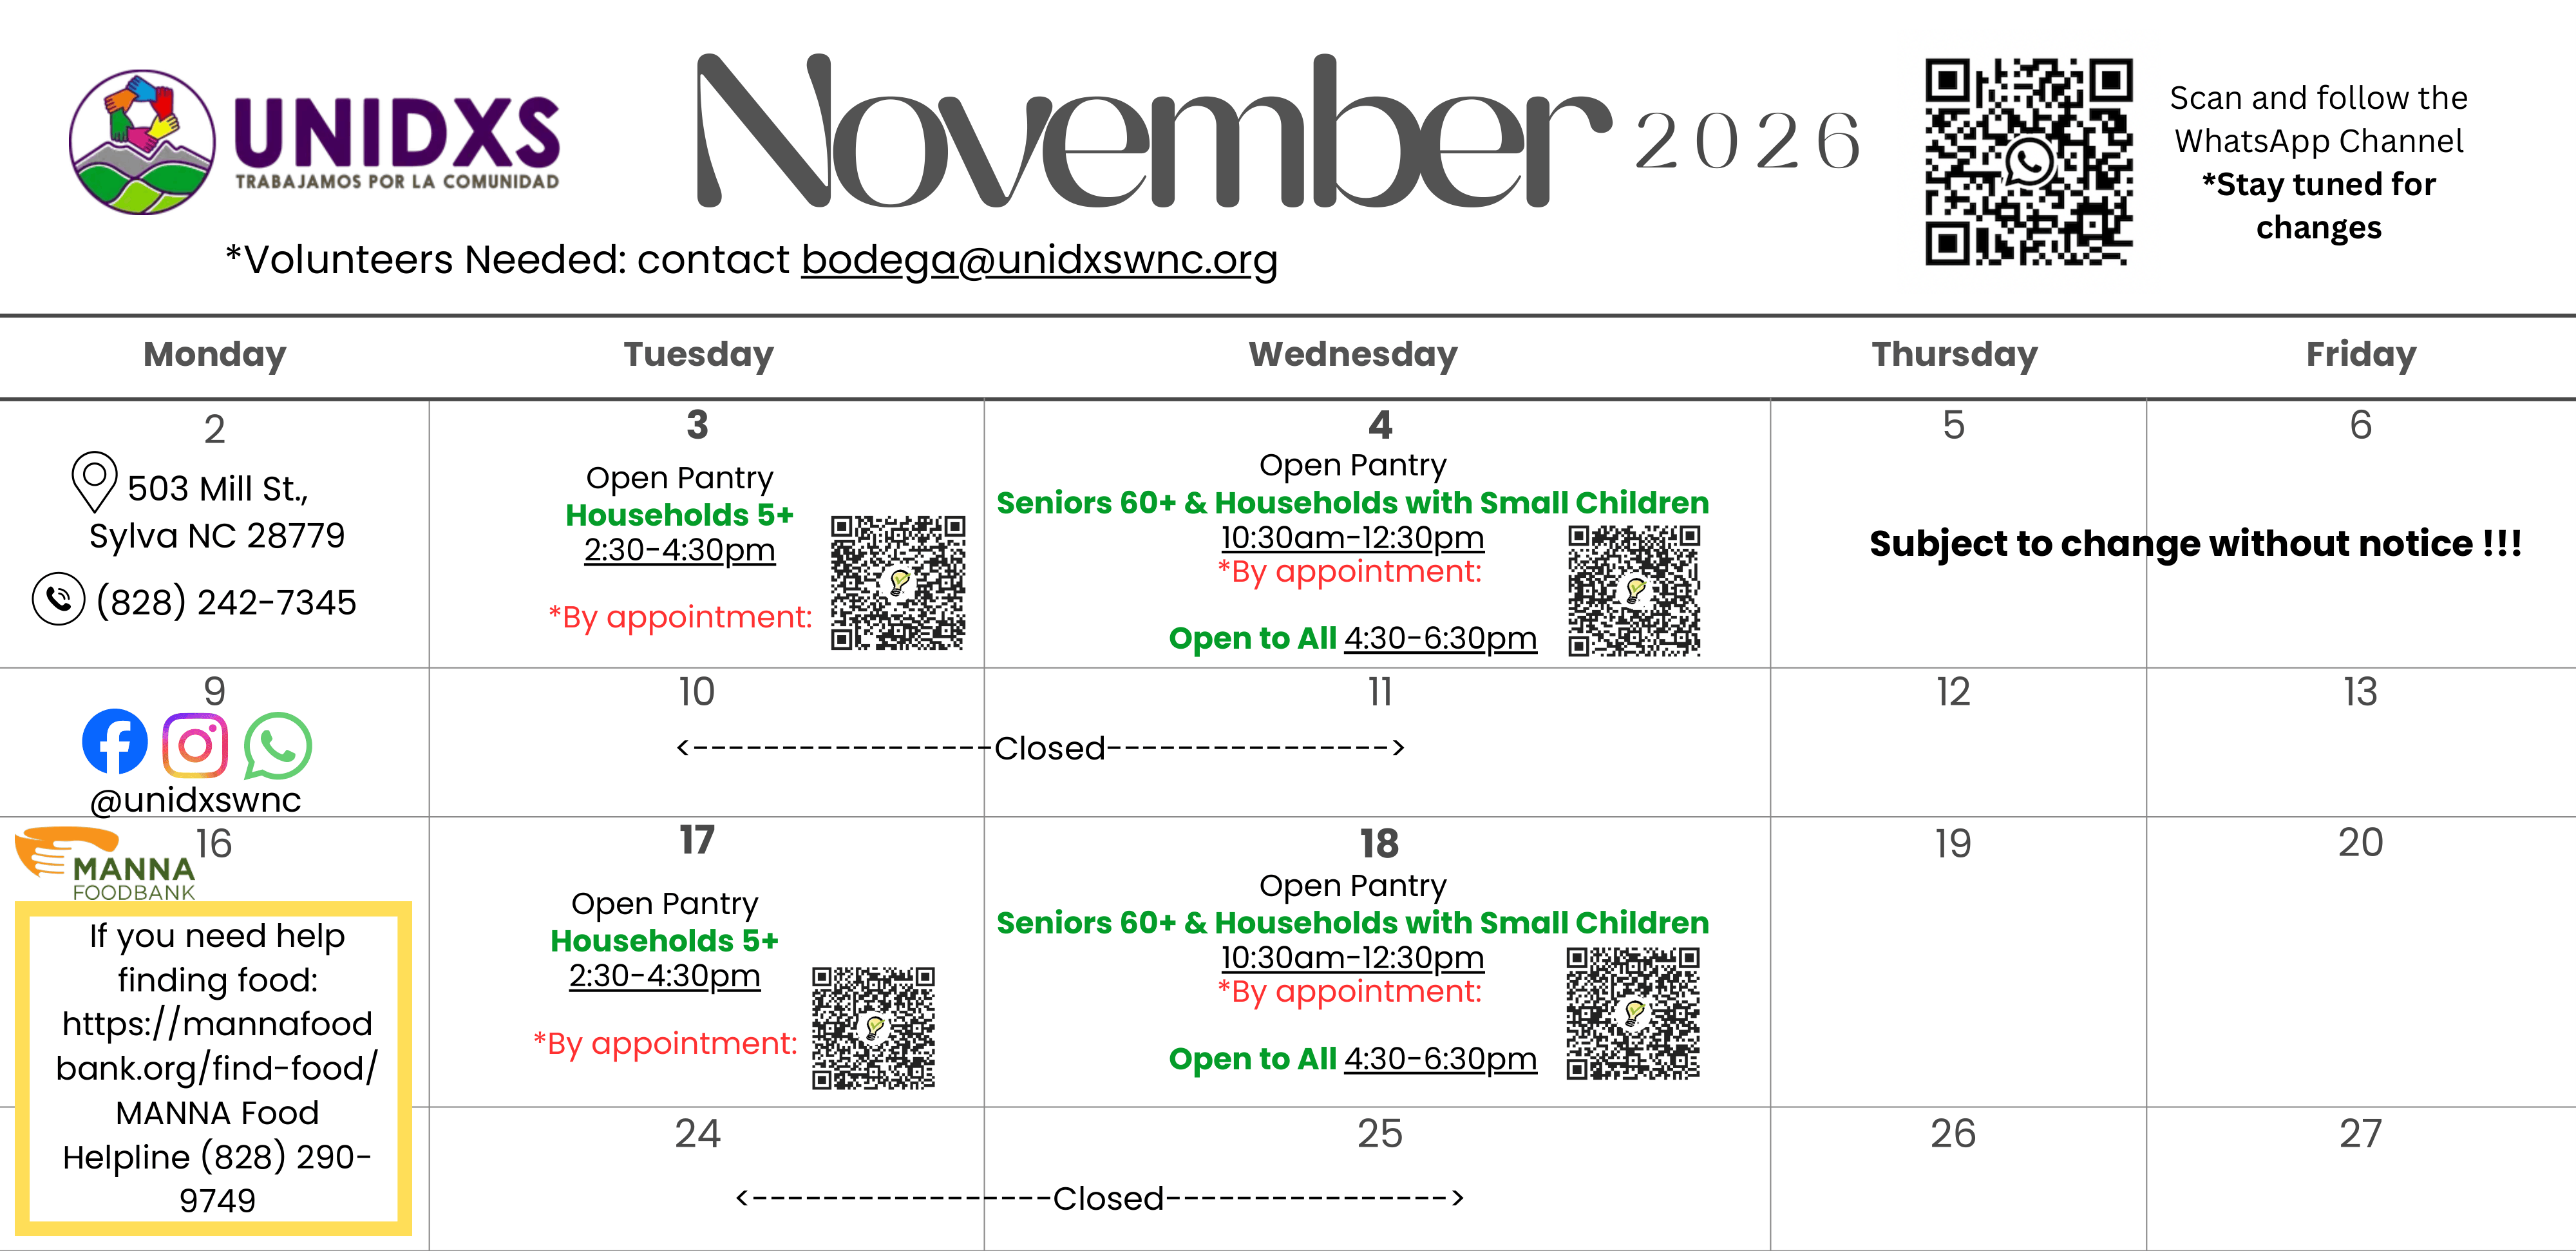 UNIDXS
TRABAJAMOS POR LA COMUNIDAD
November 2026
Scan and follow the
WhatsApp Channel
*Stay tuned for
changes
*Volunteers Needed: contact bodega@unidxswnc.org
Monday Tuesday Wednesday Thursday Friday
2
503 Mill St.,
Sylva NC 28779
(828) 242-7345
3
Open Pantry
Households 5+
2:30-4:30pm
*By appointment:
4
Open Pantry
Seniors 60+ & Households with Small Children
10:30am-12:30pm
*By appointment:
Open to All 4:30-6:30pm
5
6
Subject to change without notice !!!
9
@unidxswnc
10
11
<-----------------Closed---------------->
12
13
16
MANNA
FOODBANK
If you need help
finding food:
https://mannafood
bank.org/find-food/
MANNA Food
Helpline (828) 290-
9749
17
Open Pantry
Households 5+
2:30-4:30pm
*By appointment:
18
Open Pantry
Seniors 60+ & Households with Small Children
10:30am-12:30pm
*By appointment:
Open to All 4:30-6:30pm
19
20
24
25
<-----------------Closed---------------->
26
27